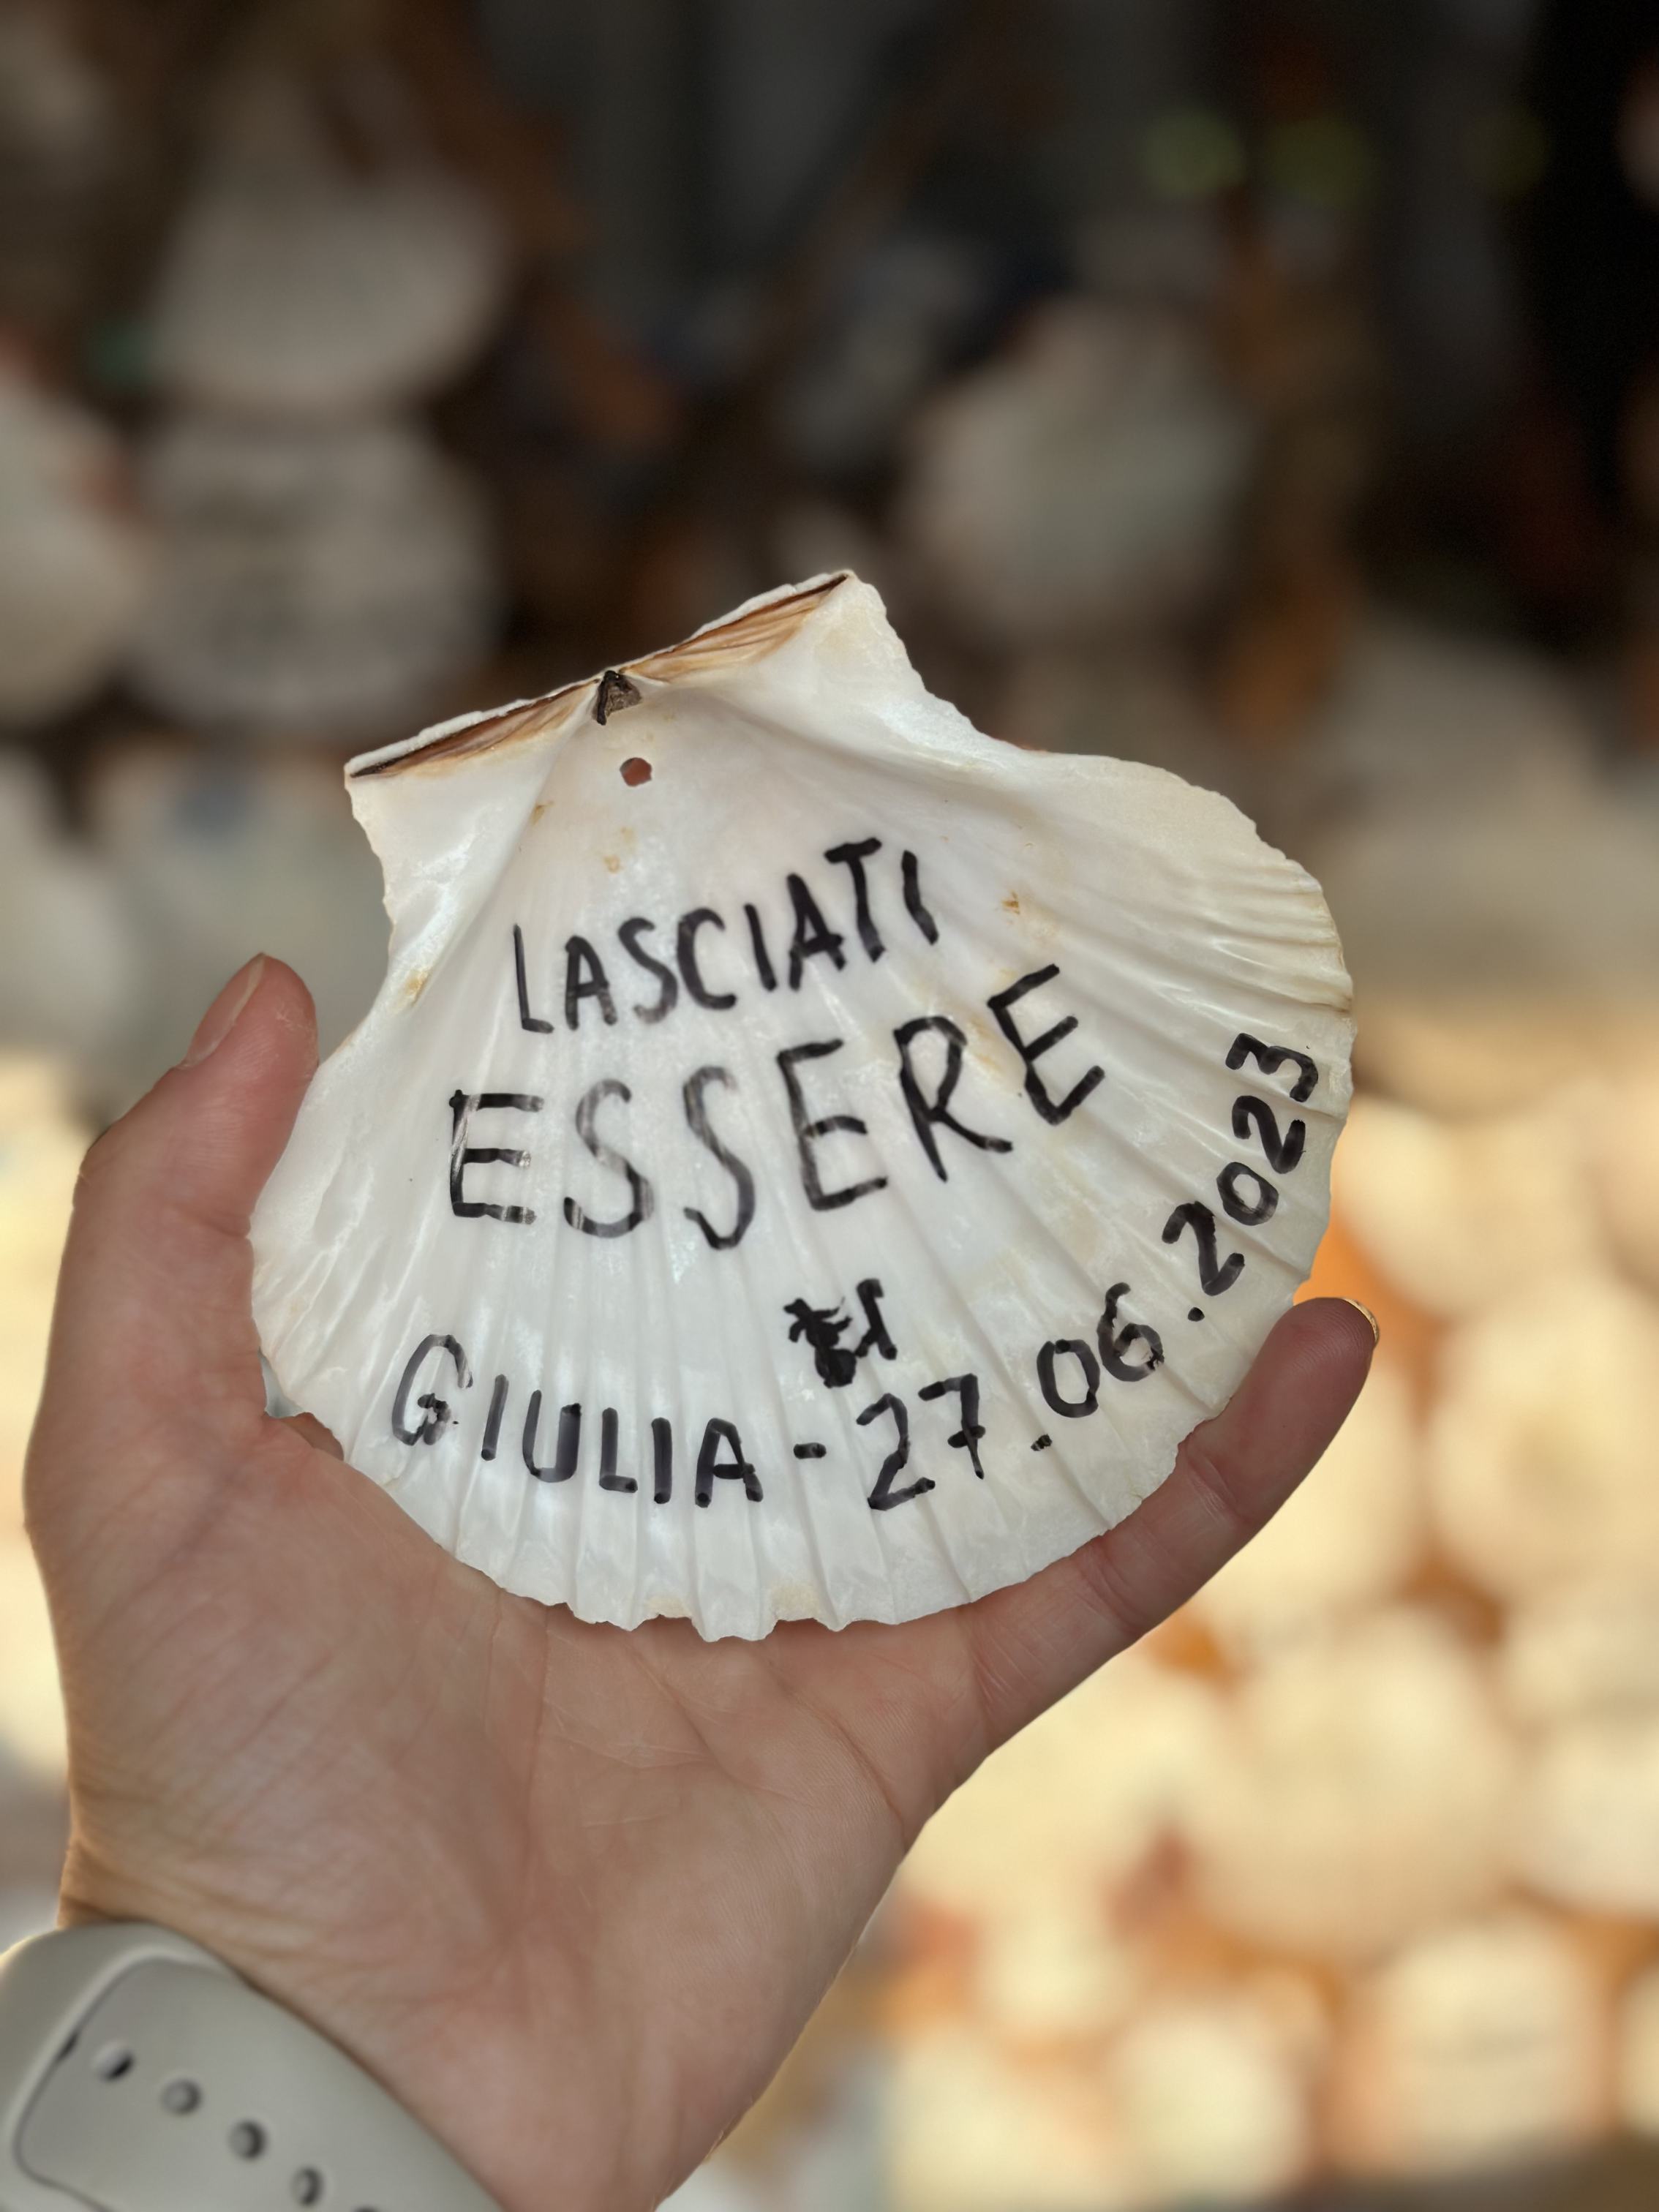 LASCIATI
ESSERE
GIULIA - 27.06.2023